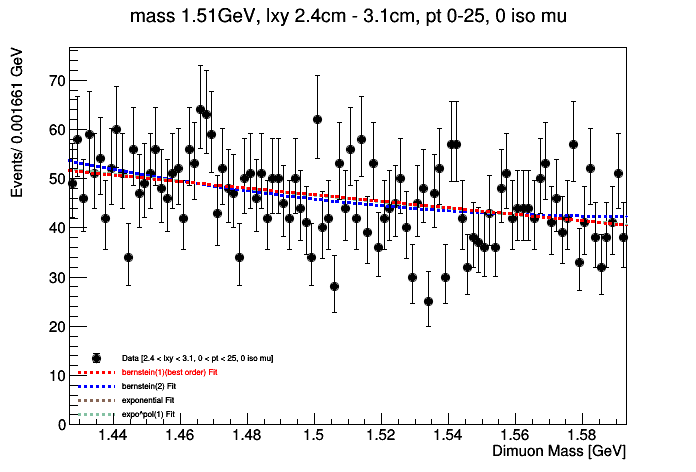 mass 1.51GeV, lxy 2.4cm - 3.1cm, pt 0-25, 0 iso mu
Events/ 0.001661 GeV
70
60
50
40
30
20
10
0
Data [2.4 < lxy < 3.1, 0 < pt < 25, 0 iso mu]
bernstein(1)(best order) Fit
bernstein(2) Fit
exponential Fit
expo*pol(1) Fit
1.44 1.46 1.48 1.5 1.52 1.54 1.56 1.58
Dimuon Mass [GeV]